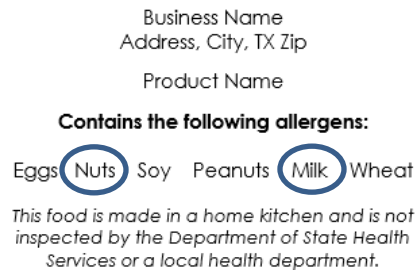 Business Name
Address, City, TX Zip
Product Name
Contains the following allergens:
Eggs Nuts Soy Peanuts Milk Wheat
This food is made in a home kitchen and is not
inspected by the Department of State Health
Services or a local health department.